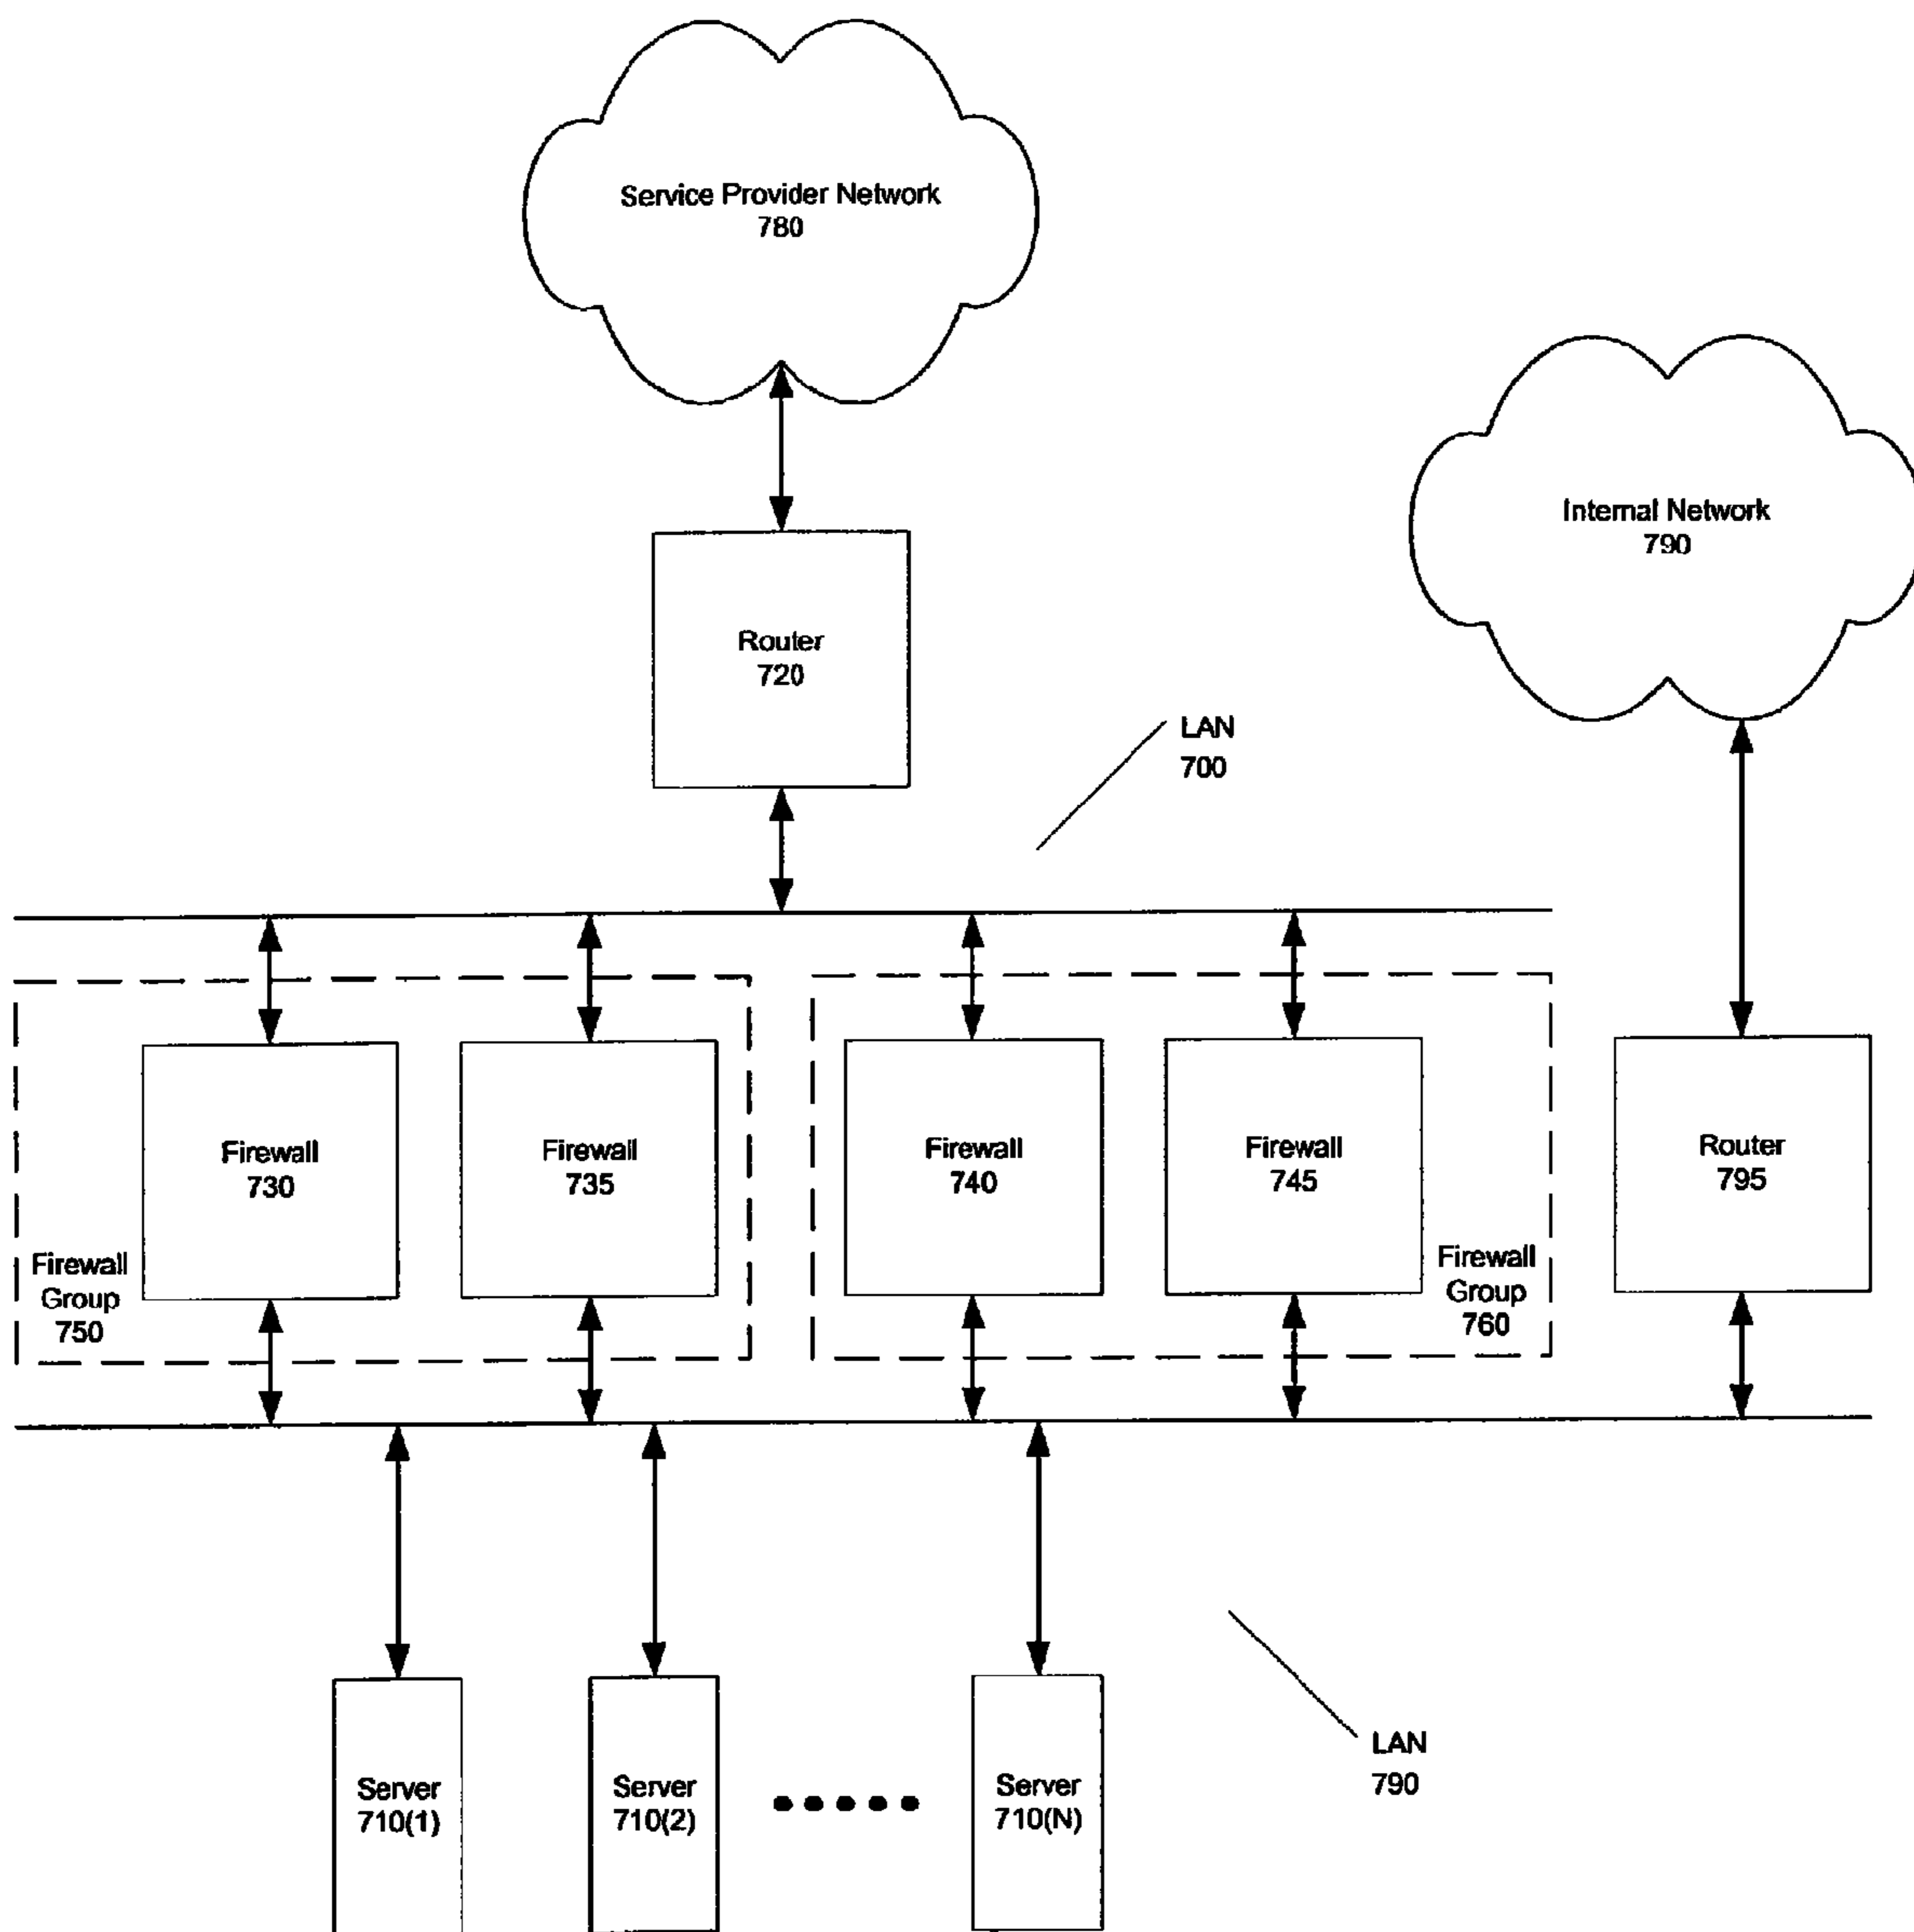 Service Provider Network
780
Internal Network
790
Router
720
LAN
700
Firewall
730
Firewall
735
Firewall
740
Firewall
745
Router
795
Firewall
Group
750
Firewall
Group
760
Server
710(1)
Server
710(2)
Server
710(N)
LAN
790